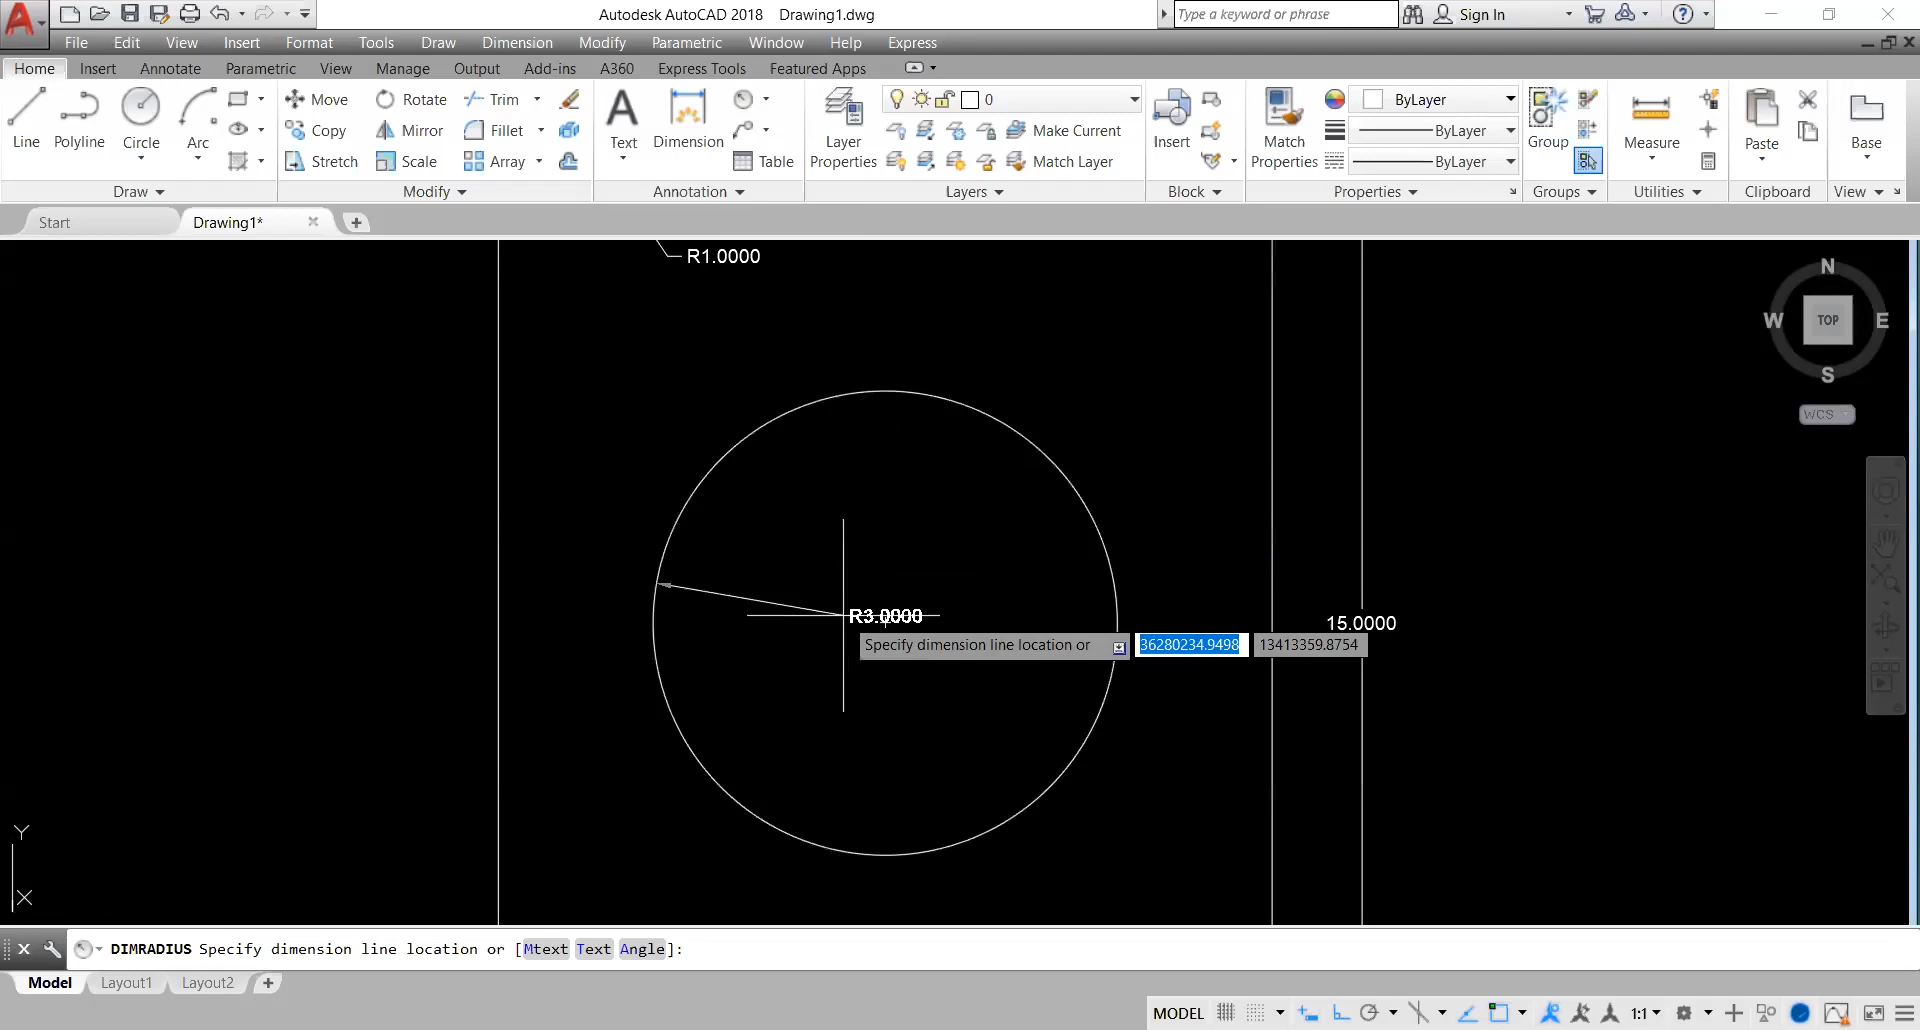 Autodesk AutoCAD 2018 Drawing1.dwg
Type a keyword or phrase
Sign In
File Edit View Insert Format Tools Draw Dimension Modify Parametric Window Help Express
Home Insert Annotate Parametric View Manage Output Add-ins A360 Express Tools Featured Apps
Line Polyline Circle Arc
Move Rotate Trim
Copy Mirror Fillet
Stretch Scale Array
Text Dimension Table
Layer Properties
0
Make Current
Match Layer
Insert
Match Properties
ByLayer
ByLayer
ByLayer
Group Measure Paste Base
Draw Modify Annotation Layers Block Properties Groups Utilities Clipboard View
Start Drawing1*
R1.0000
N
W TOP E
S
WCS
R3.0000
15.0000
Specify dimension line location or 36280234.9498 13413359.8754
Y
X
DIMRADIUS Specify dimension line location or [Mtext Text Angle]:
Model Layout1 Layout2
MODEL 1:1